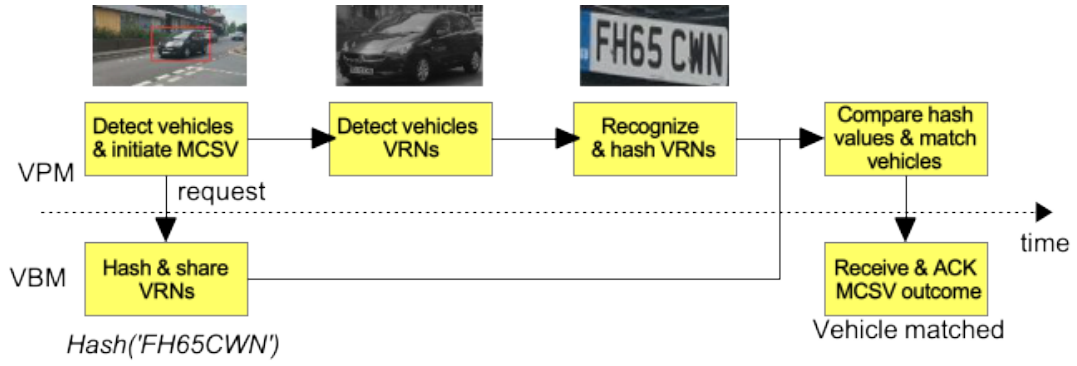 FH65 CWN
Detect vehicles
& initiate MCSV
Detect vehicles
VRNs
Recognize
& hash VRNs
Compare hash
values & match
vehicles
VPM
request
time
VBM
Hash & share
VRNs
Receive & ACK
MCSV outcome
Hash('FH65CWN')
Vehicle matched